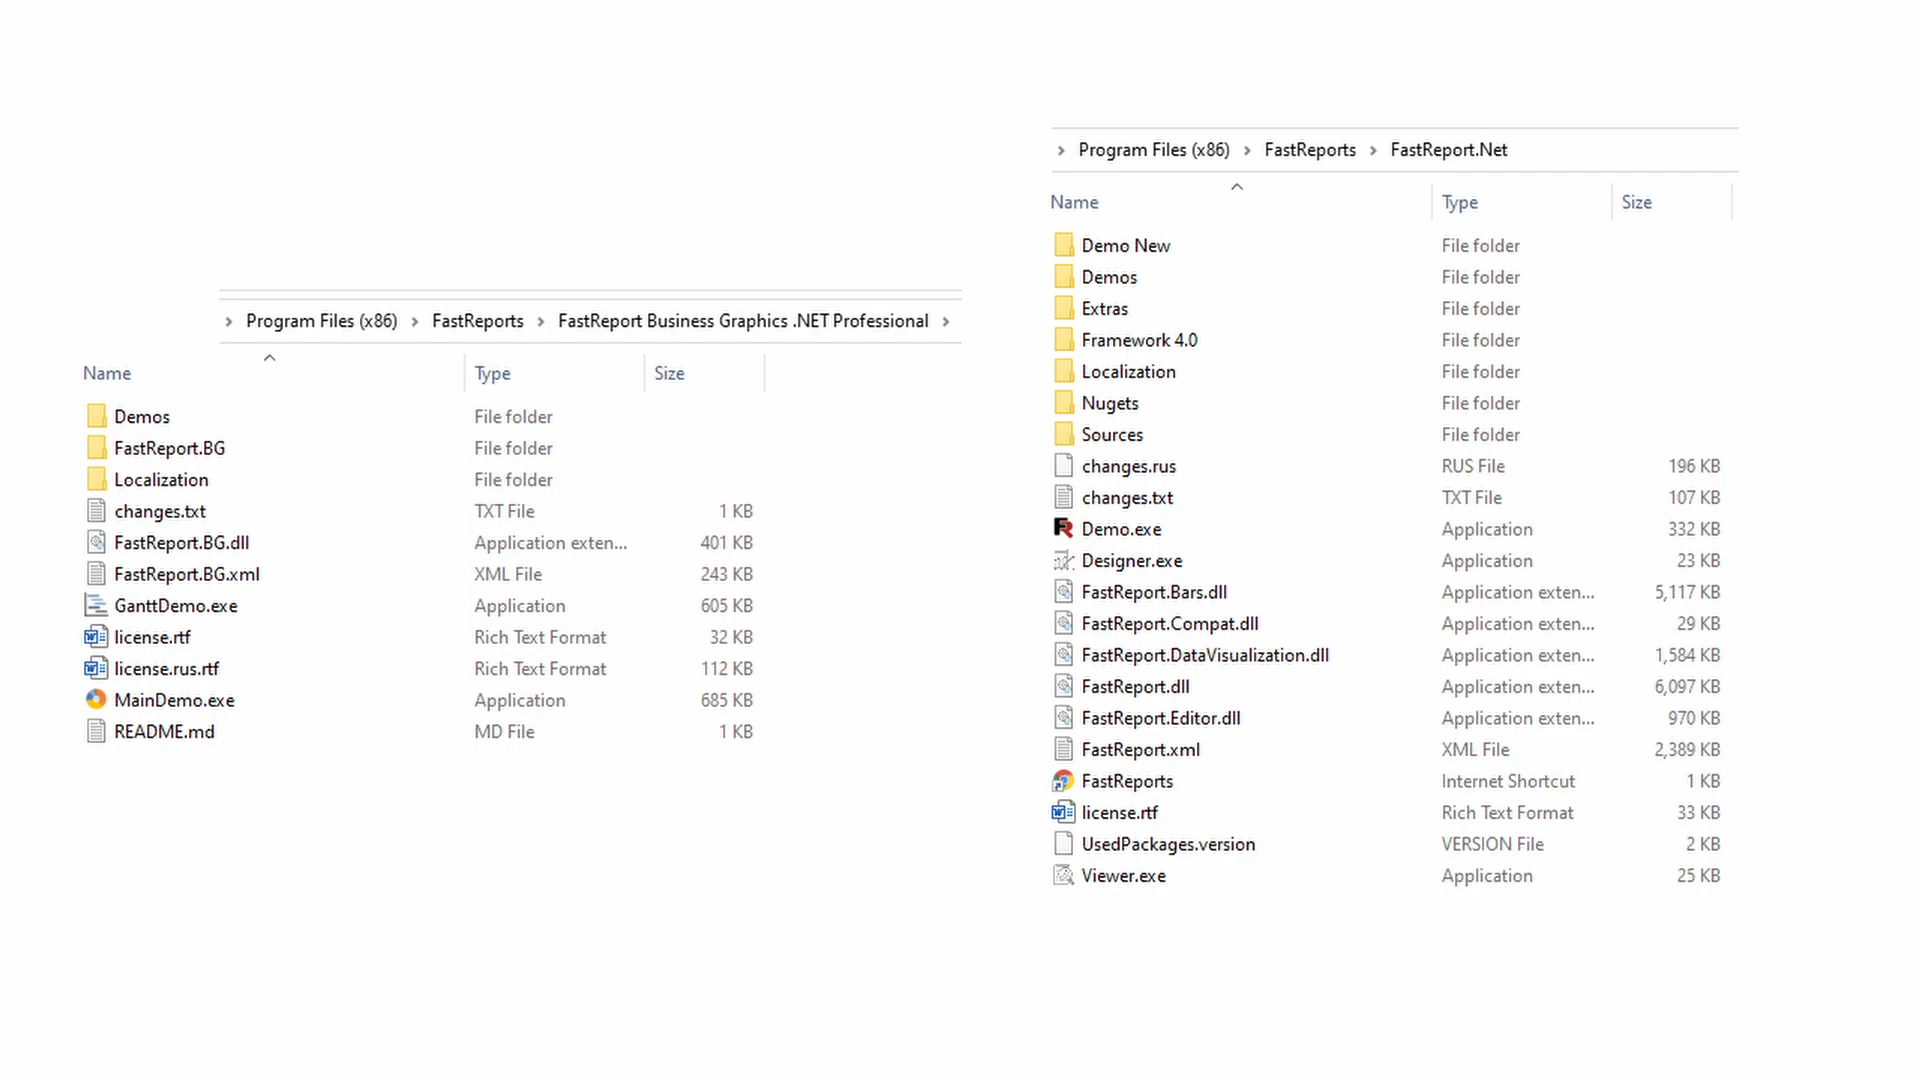 Program Files (x86) > FastReports > FastReport Business Graphics .NET Professional >
Name Type Size
Demos File folder
FastReport.BG File folder
Localization File folder
changes.txt TXT File 1 KB
FastReport.BG.dll Application exten... 401 KB
FastReport.BG.xml XML File 243 KB
GanttDemo.exe Application 605 KB
license.rtf Rich Text Format 32 KB
license.rus.rtf Rich Text Format 112 KB
MainDemo.exe Application 685 KB
README.md MD File 1 KB
Program Files (x86) > FastReports > FastReport.Net
Name Type Size
Demo New File folder
Demos File folder
Extras File folder
Framework 4.0 File folder
Localization File folder
Nugets File folder
Sources File folder
changes.rus RUS File 196 KB
changes.txt TXT File 107 KB
Demo.exe Application 332 KB
Designer.exe Application 23 KB
FastReport.Bars.dll Application exten... 5,117 KB
FastReport.Compat.dll Application exten... 29 KB
FastReport.DataVisualization.dll Application exten... 1,584 KB
FastReport.dll Application exten... 6,097 KB
FastReport.Editor.dll Application exten... 970 KB
FastReport.xml XML File 2,389 KB
FastReports Internet Shortcut 1 KB
license.rtf Rich Text Format 33 KB
UsedPackages.version VERSION File 2 KB
Viewer.exe Application 25 KB